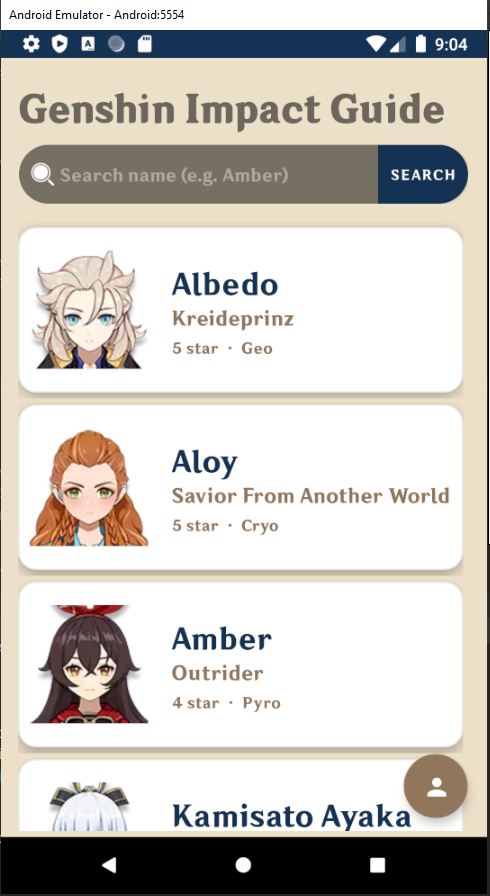 Android Emulator - Android:5554
9:04
Genshin Impact Guide
Search name (e.g. Amber)
SEARCH
Albedo
Kreideprinz
5 star · Geo
Aloy
Savior From Another World
5 star · Cryo
Amber
Outrider
4 star · Pyro
Kamisato Ayaka